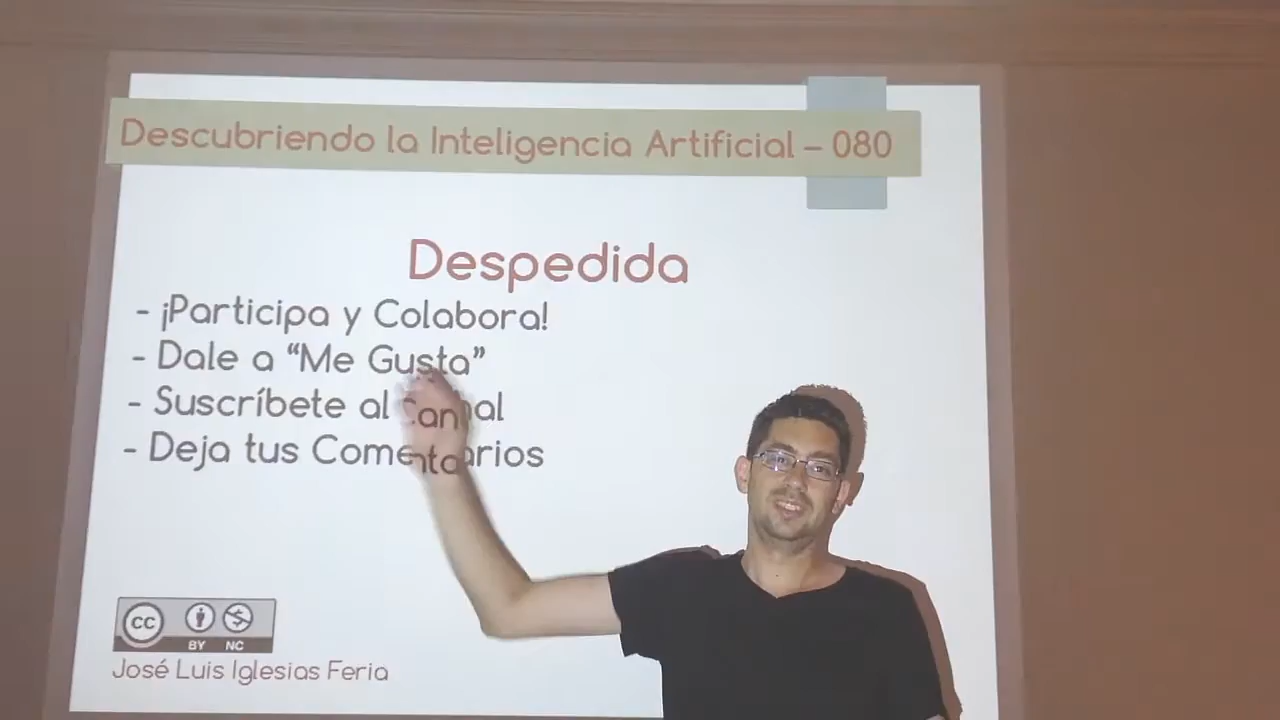 Descubriendo la Inteligencia Artificial – 080
Despedida
- ¡Participa y Colabora!
- Dale a “Me Gusta”
- Suscríbete al Canal
- Deja tus Comentarios
CC BY NC
José Luis Iglesias Feria